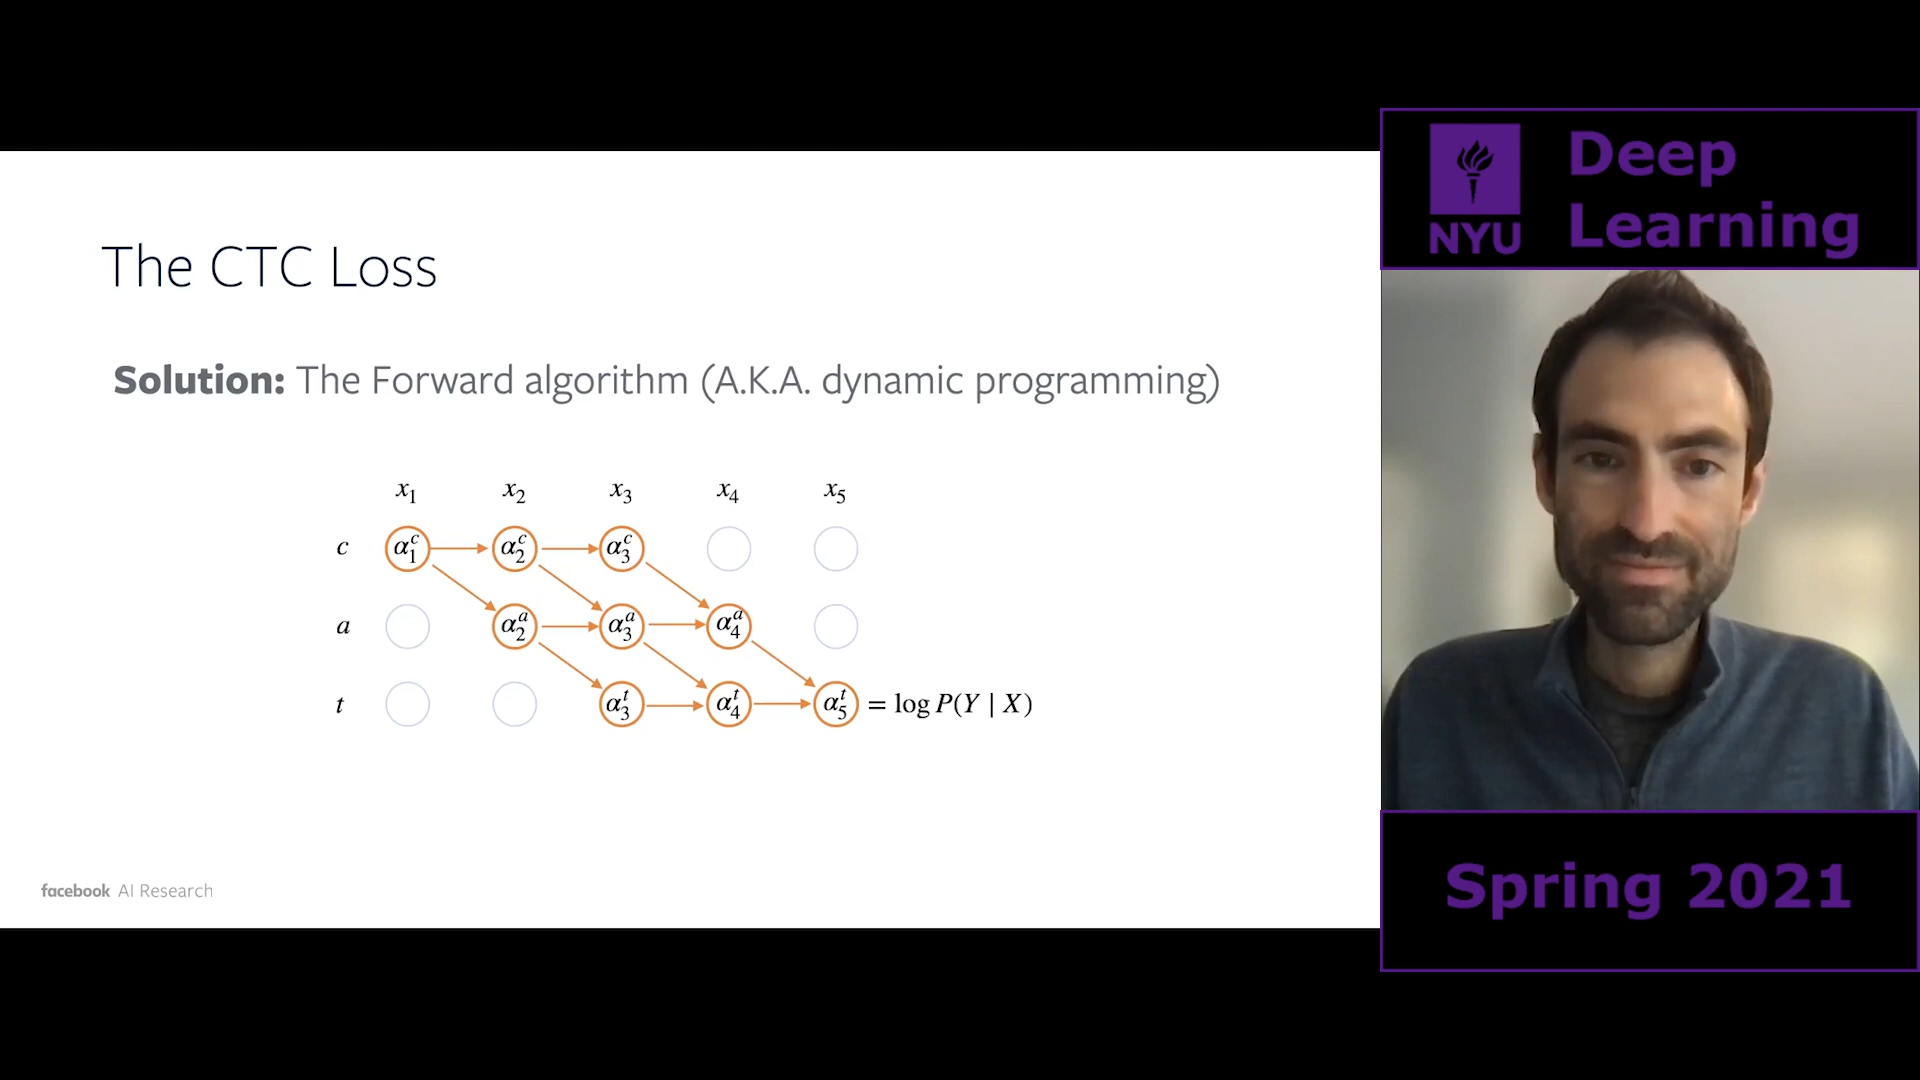 The CTC Loss
Solution: The Forward algorithm (A.K.A. dynamic programming)
x₁ x₂ x₃ x₄ x₅
c α₁ᶜ α₂ᶜ α₃ᶜ
a α₂ᵃ α₃ᵃ α₄ᵃ
t α₃ᵗ α₄ᵗ α₅ᵗ = log P(Y | X)
facebook AI Research
NYU
Deep
Learning
Spring 2021